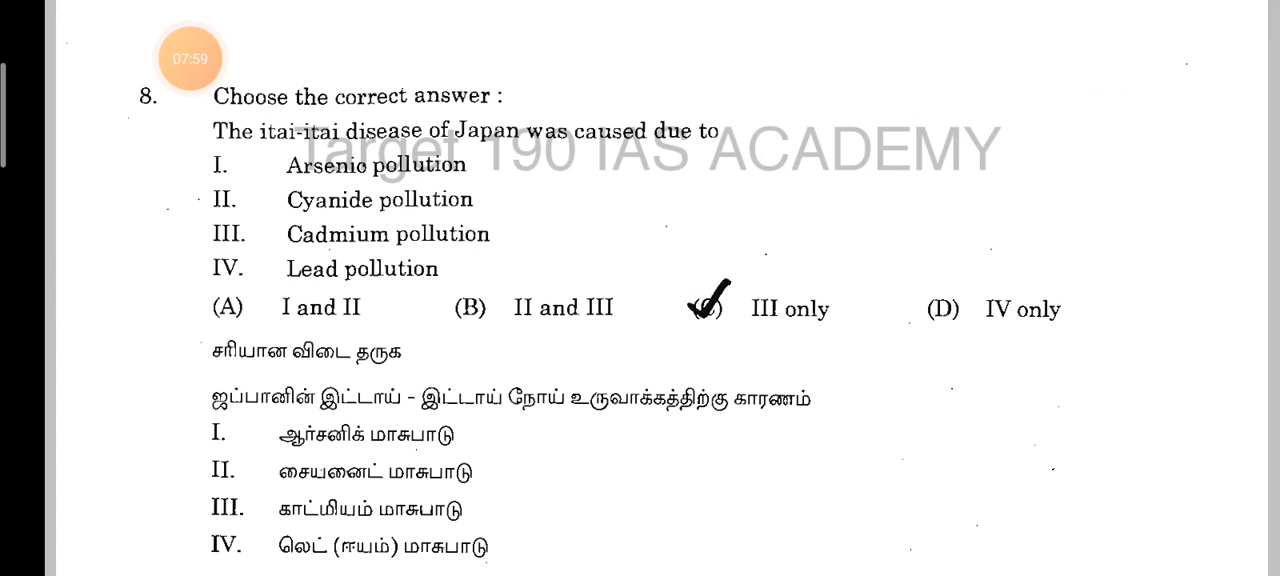 07:59
8. Choose the correct answer :
The itai-itai disease of Japan was caused due to
Target 190 IAS ACADEMY
I. Arsenic pollution
II. Cyanide pollution
III. Cadmium pollution
IV. Lead pollution
(A) I and II (B) II and III (C) III only (D) IV only
சரியான விடை தருக
ஜப்பானின் இட்டாய் - இட்டாய் நோய் உருவாக்கத்திற்கு காரணம்
I. ஆர்சனிக் மாசுபாடு
II. சையனைட் மாசுபாடு
III. காட்மியம் மாசுபாடு
IV. லெட் (ஈயம்) மாசுபாடு